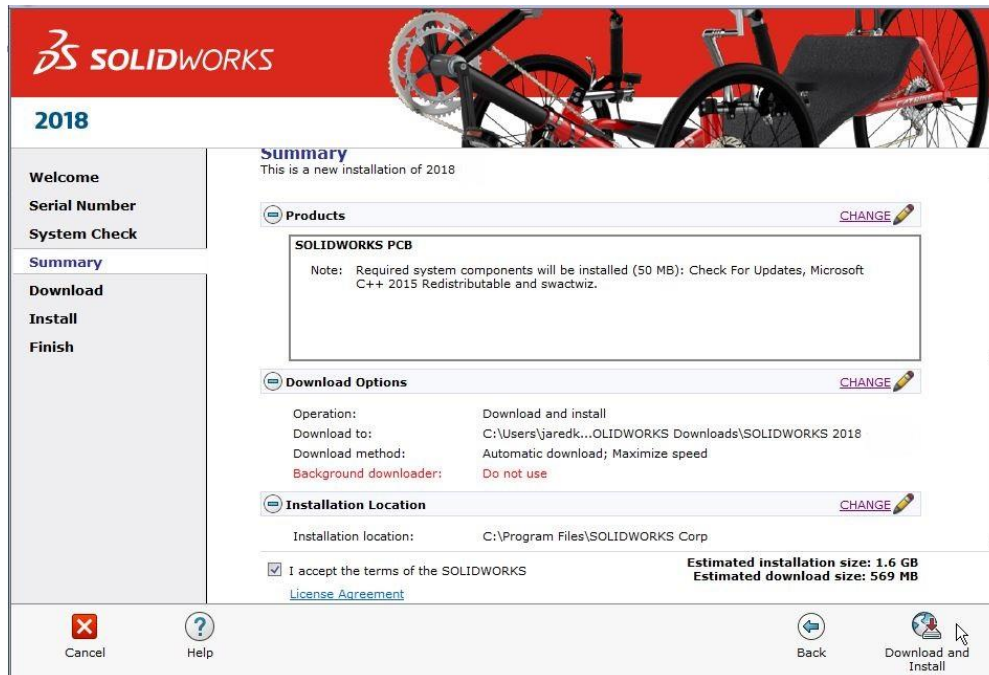 SOLIDWORKS
2018
Welcome
Serial Number
System Check
Summary
Download
Install
Finish
Summary
This is a new installation of 2018
Products CHANGE
SOLIDWORKS PCB
Note: Required system components will be installed (50 MB): Check For Updates, Microsoft
C++ 2015 Redistributable and swactwiz.
Download Options CHANGE
Operation: Download and install
Download to: C:\Users\jaredk...OLIDWORKS Downloads\SOLIDWORKS 2018
Download method: Automatic download; Maximize speed
Background downloader: Do not use
Installation Location CHANGE
Installation location: C:\Program Files\SOLIDWORKS Corp
Estimated installation size: 1.6 GB
I accept the terms of the SOLIDWORKS
Estimated download size: 569 MB
License Agreement
Cancel
Help
Back
Download and
Install